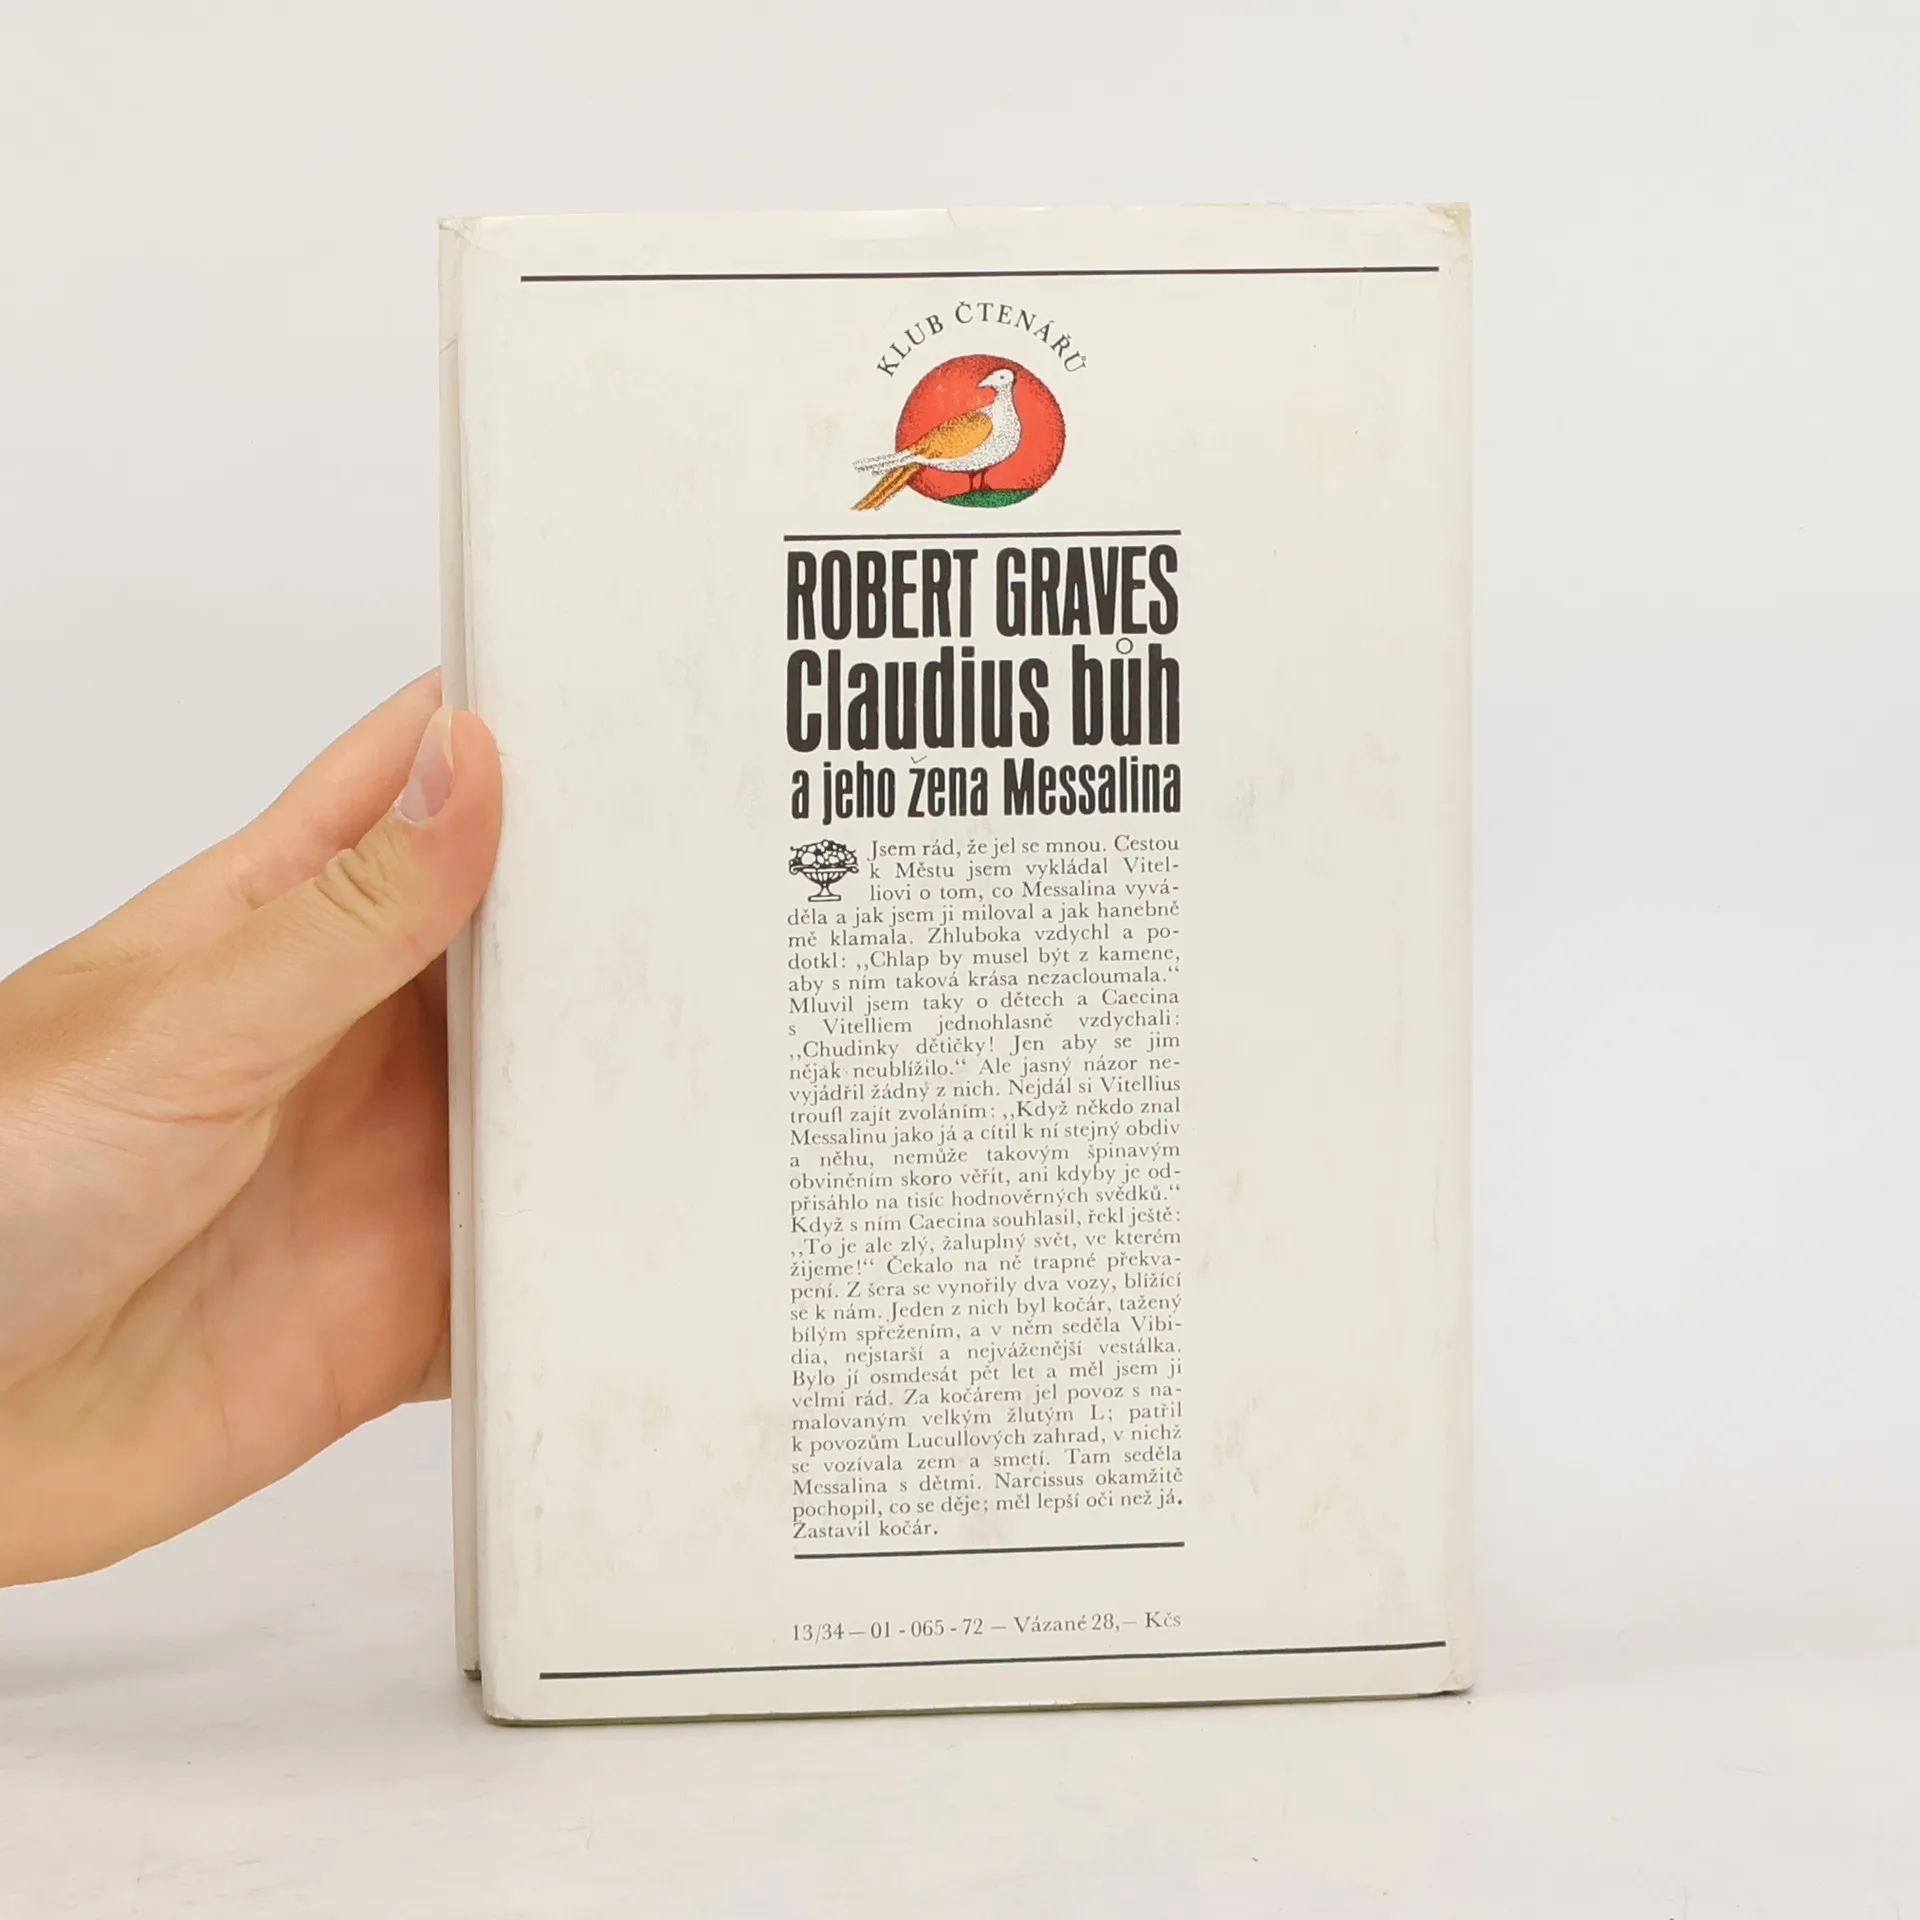 KLUB ČTENÁŘŮ
ROBERT GRAVES
Claudius bůh
a jeho žena Messalina
Jsem rád, že jel se mnou. Cestou
k Městu jsem vykládal Vitel-
liovi o tom, co Messalina vyvá-
děla a jak jsem ji miloval a jak hanebně
mě klamala. Zhluboka vzdychl a po-
dotkl: ,,Chlap by musel být z kamene,
aby s ním taková krása nezacloumala.“
Mluvil jsem taky o dětech a Caecina
s Vitelliem jednohlasně vzdychali:
,,Chudinky dětičky! Jen aby se jim
nějak neublížilo.“ Ale jasný názor ne-
vyjádřil žádný z nich. Nejdál si Vitellius
troufl zajít zvoláním: ,,Když někdo znal
Messalinu jako já a cítil k ní stejný obdiv
a něhu, nemůže takovým špinavým
obviněním skoro věřit, ani kdyby je od-
přisáhlo na tisíc hodnověrných svědků.“
Když s ním Caecina souhlasil, řekl ještě:
,,To je ale zlý, žaluplný svět, ve kterém
žijeme!“ Čekalo na ně trapné překva-
pení. Z šera se vynořily dva vozy, blížící
se k nám. Jeden z nich byl kočár, tažený
bílým spřežením, a v něm seděla Vibi-
dia, nejstarší a nejváženější vestálka.
Bylo jí osmdesát pět let a měl jsem ji
velmi rád. Za kočárem jel povoz s na-
malovaným velkým žlutým L; patřil
k povozům Lucullových zahrad, v nichž
se vozívala zem a smetí. Tam seděla
Messalina s dětmi. Narcissus okamžitě
pochopil, co se děje; měl lepší oči než já.
Zastavil kočár.
13/34—01-065-72 — Vázané 28,— Kčs